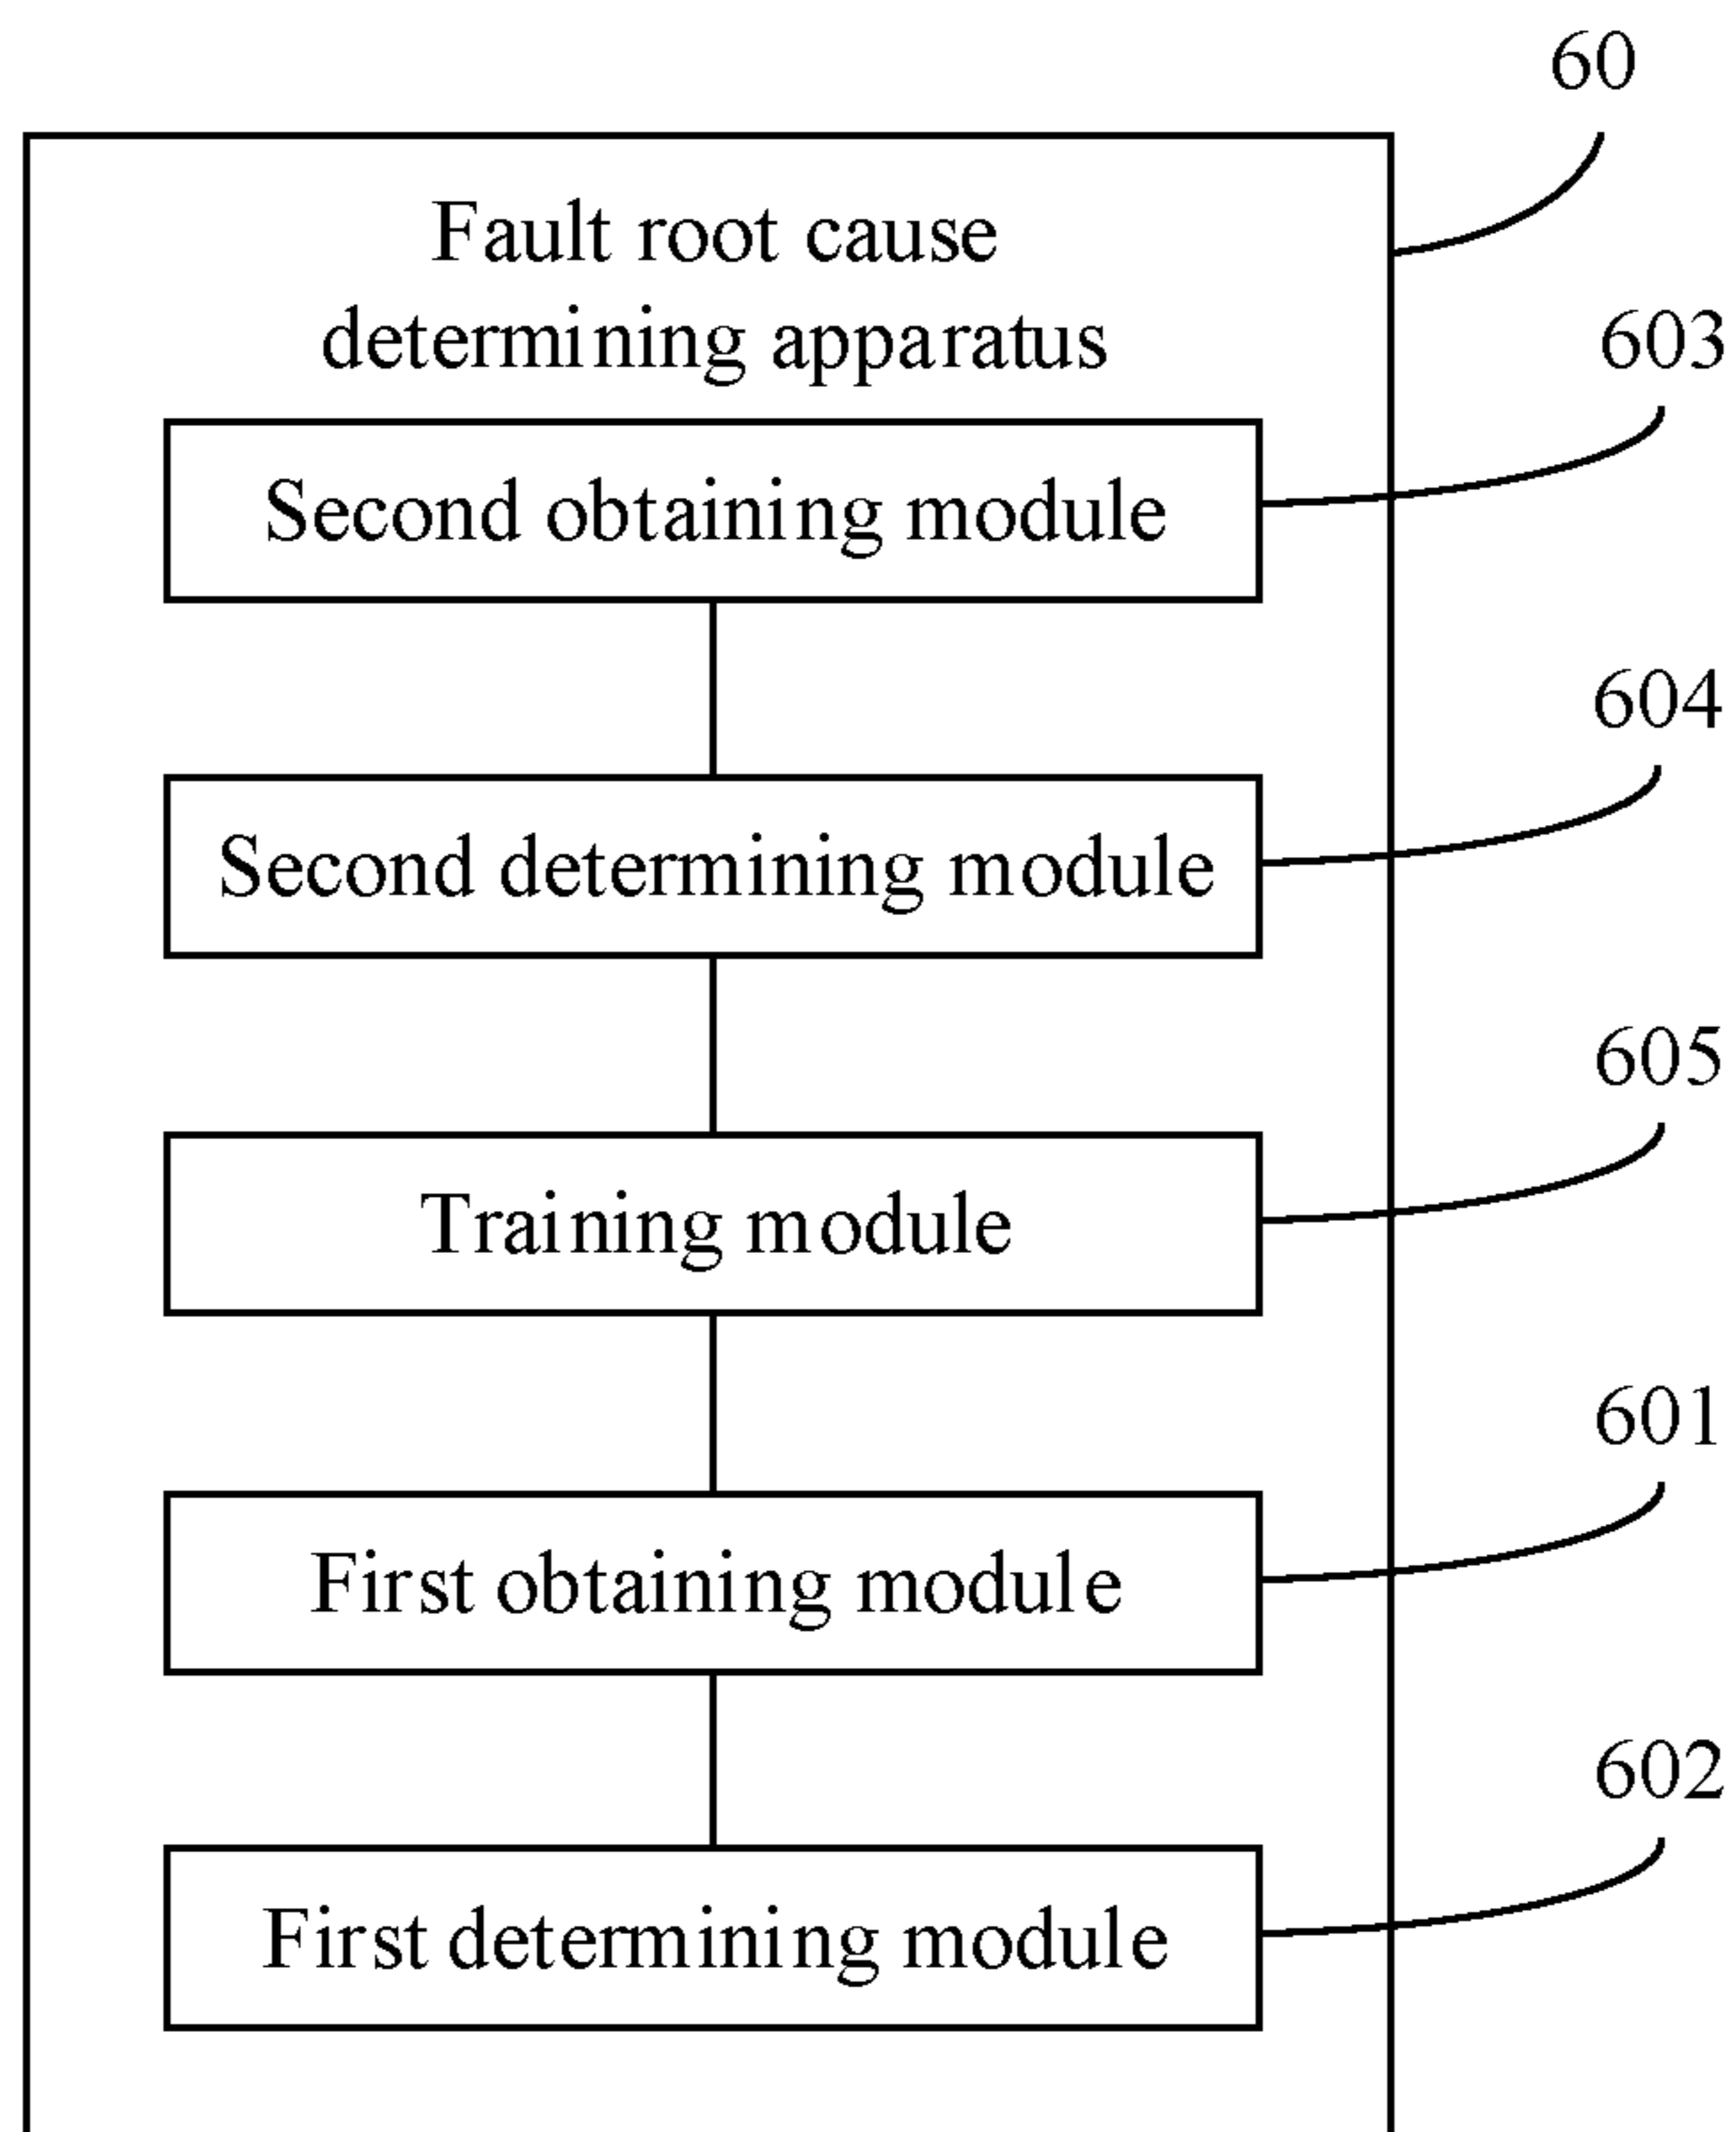 60
Fault root cause
determining apparatus
603
Second obtaining module
604
Second determining module
605
Training module
601
First obtaining module
602
First determining module